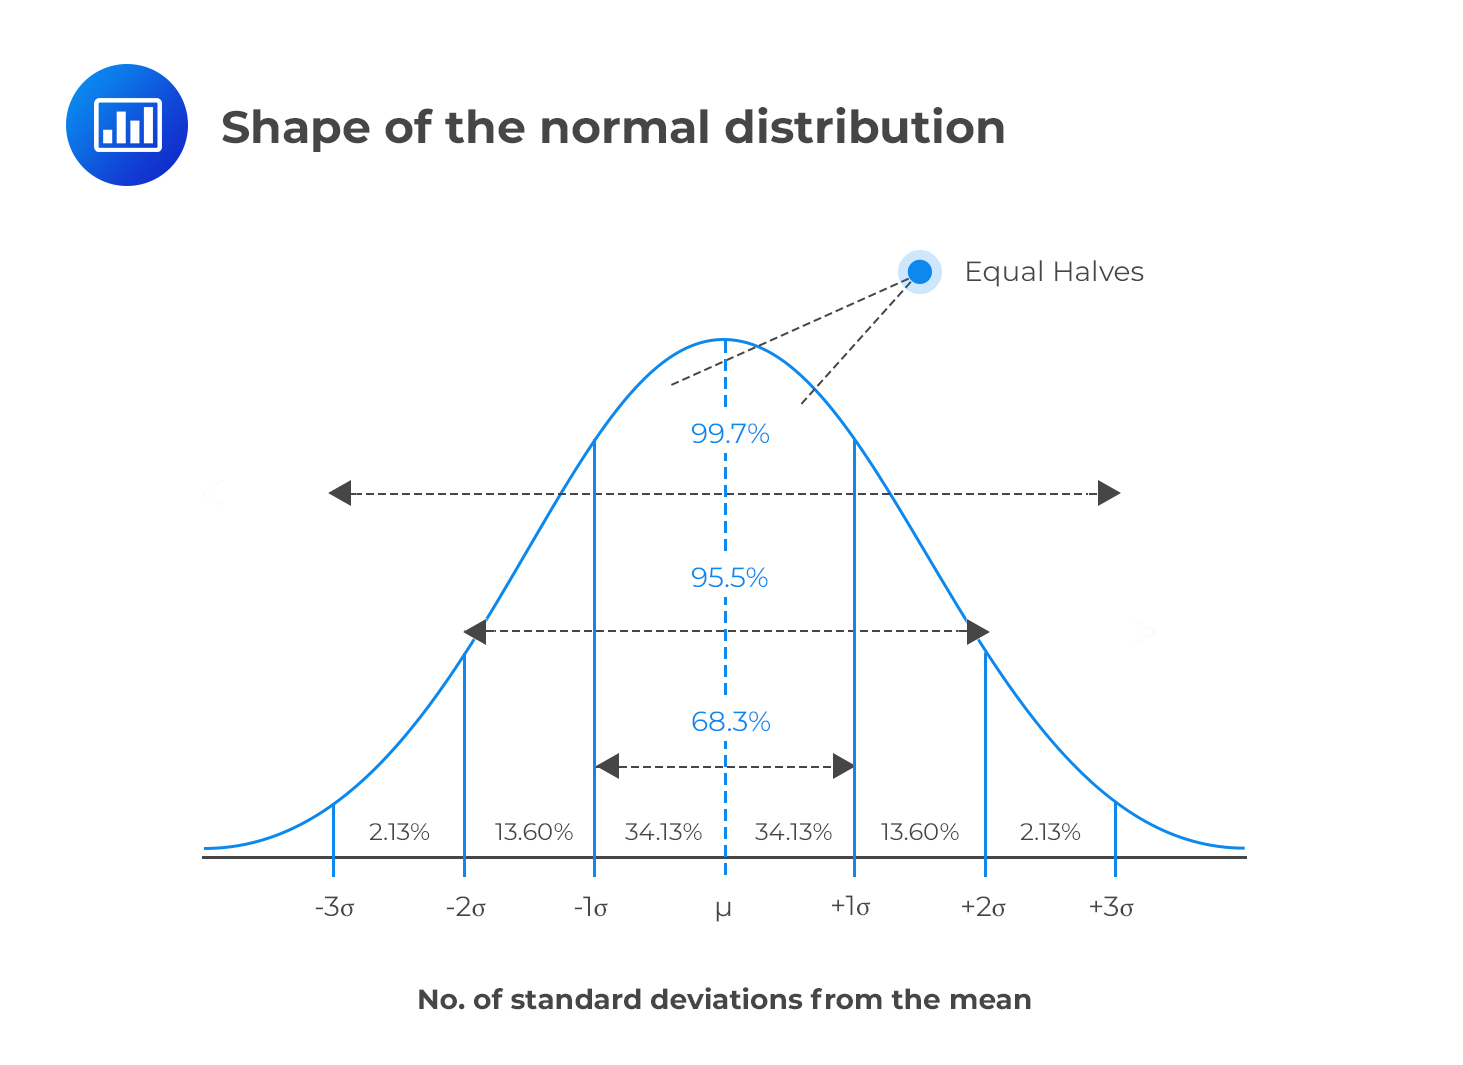 Shape of the normal distribution
Equal Halves
99.7%
95.5%
68.3%
2.13% 13.60% 34.13% 34.13% 13.60% 2.13%
-3σ -2σ -1σ μ +1σ +2σ +3σ
No. of standard deviations from the mean